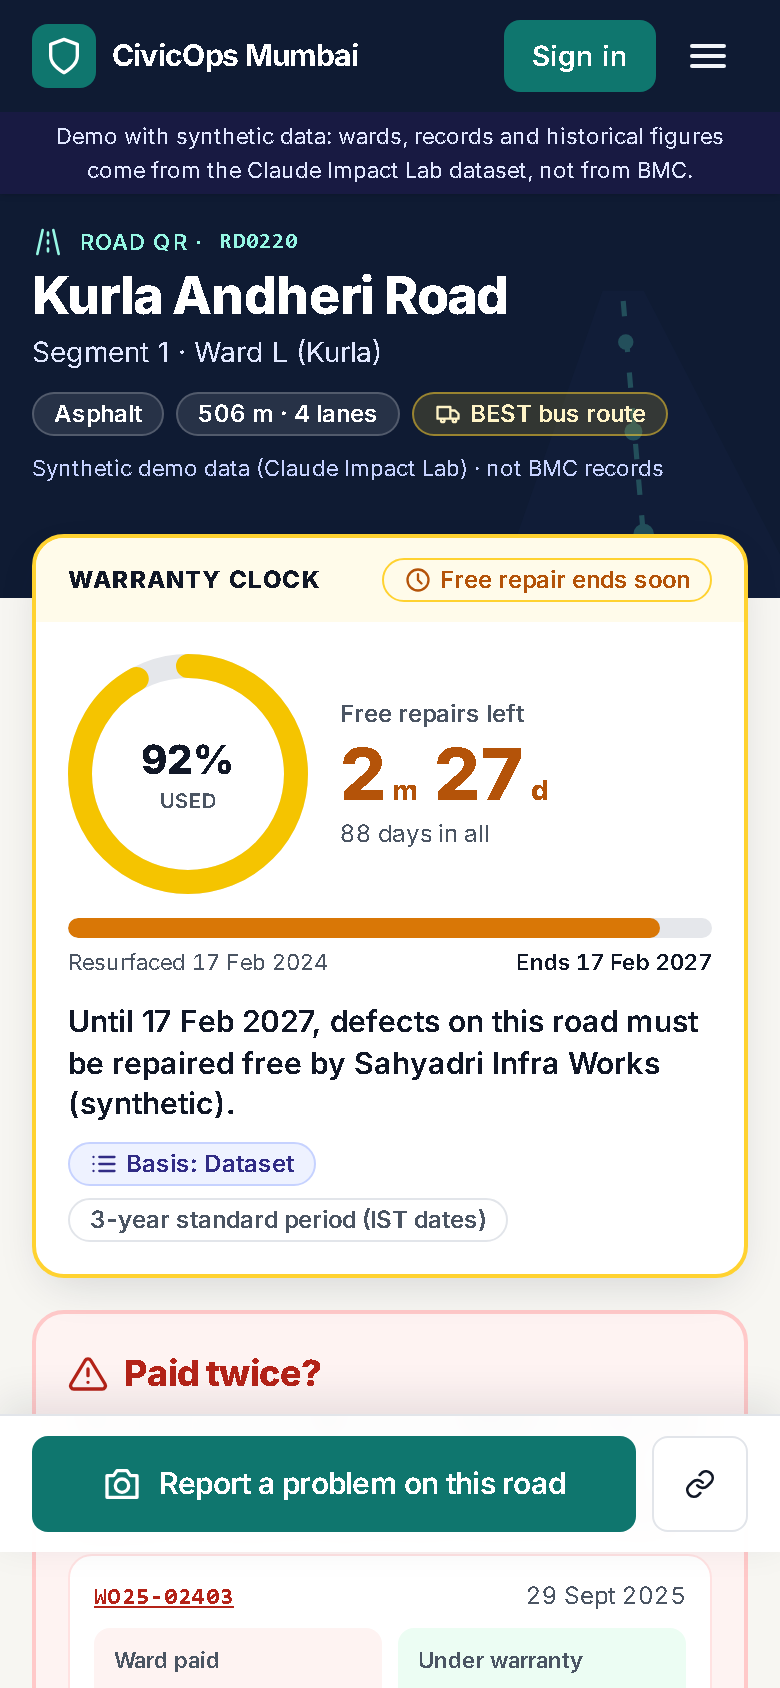 CivicOps Mumbai
Sign in
Demo with synthetic data: wards, records and historical figures
come from the Claude Impact Lab dataset, not from BMC.
ROAD QR · RD0220
Kurla Andheri Road
Segment 1 · Ward L (Kurla)
Asphalt
506 m · 4 lanes
BEST bus route
Synthetic demo data (Claude Impact Lab) · not BMC records
WARRANTY CLOCK
Free repair ends soon
92%
USED
Free repairs left
2 m 27 d
88 days in all
Resurfaced 17 Feb 2024
Ends 17 Feb 2027
Until 17 Feb 2027, defects on this road must
be repaired free by Sahyadri Infra Works
(synthetic).
Basis: Dataset
3-year standard period (IST dates)
Paid twice?
Report a problem on this road
WO25-02403
29 Sept 2025
Ward paid
Under warranty